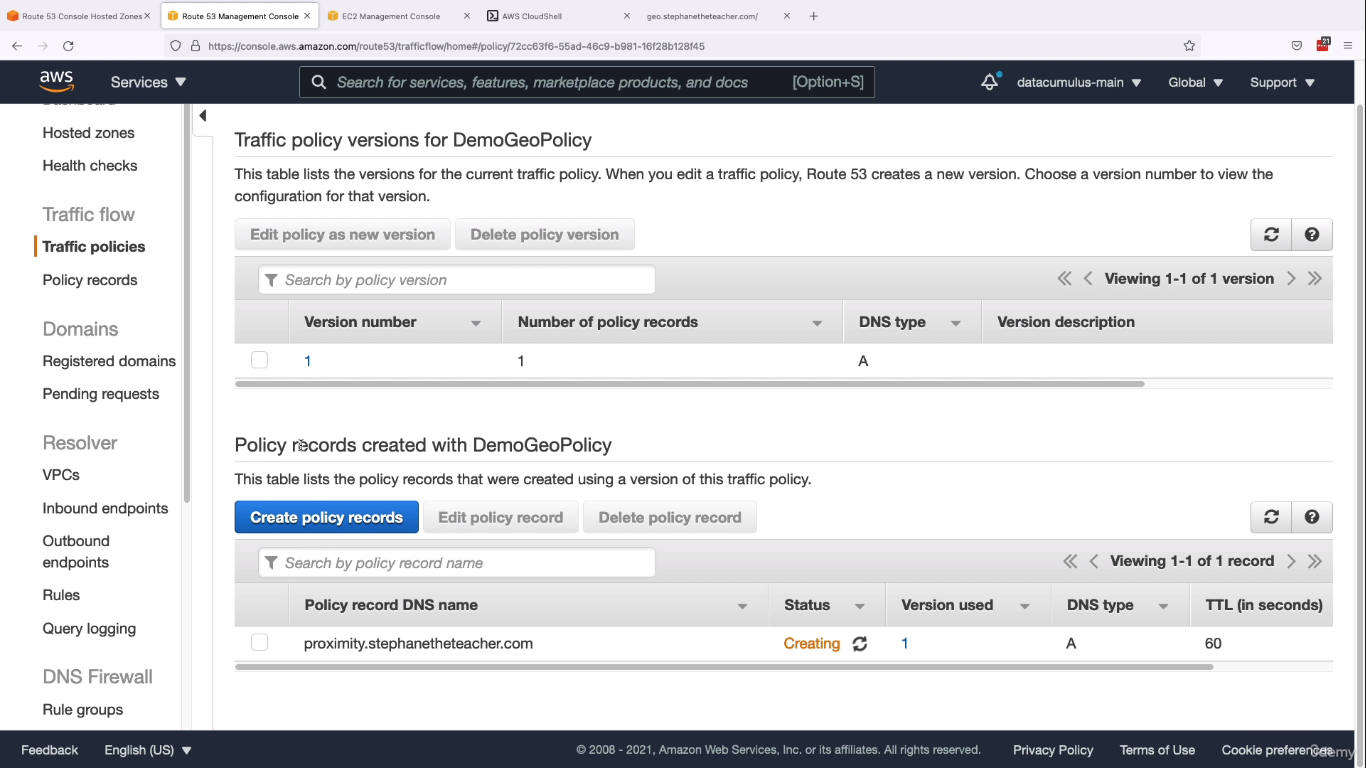 Route 53 Console Hosted Zones
Route 53 Management Console
EC2 Management Console
AWS CloudShell
geo.stephanetheteacher.com/
https://console.aws.amazon.com/route53/trafficflow/home#/policy/72cc63f6-55ad-46c9-b981-16f28b128f45
21
aws
Services
Search for services, features, marketplace products, and docs [Option+S]
datacumulus-main
Global
Support
Dashboard
Hosted zones
Health checks
Traffic flow
Traffic policies
Policy records
Domains
Registered domains
Pending requests
Resolver
VPCs
Inbound endpoints
Outbound
endpoints
Rules
Query logging
DNS Firewall
Rule groups
Traffic policy versions for DemoGeoPolicy
This table lists the versions for the current traffic policy. When you edit a traffic policy, Route 53 creates a new version. Choose a version number to view the
configuration for that version.
Edit policy as new version
Delete policy version
Search by policy version
Viewing 1-1 of 1 version
Version number
Number of policy records
DNS type
Version description
1
1
A
Policy records created with DemoGeoPolicy
This table lists the policy records that were created using a version of this traffic policy.
Create policy records
Edit policy record
Delete policy record
Search by policy record name
Viewing 1-1 of 1 record
Policy record DNS name
Status
Version used
DNS type
TTL (in seconds)
proximity.stephanetheteacher.com
Creating
1
A
60
Feedback
English (US)
© 2008 - 2021, Amazon Web Services, Inc. or its affiliates. All rights reserved.
Privacy Policy
Terms of Use
Cookie preferences